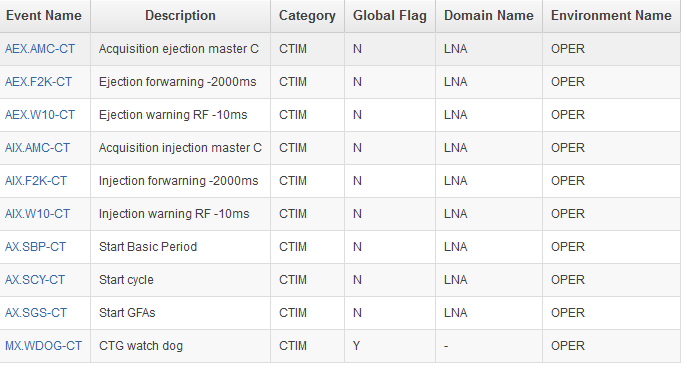 Event Name Description Category Global Flag Domain Name Environment Name
AEX.AMC-CT Acquisition ejection master C CTIM N LNA OPER
AEX.F2K-CT Ejection forwarning -2000ms CTIM N LNA OPER
AEX.W10-CT Ejection warning RF -10ms CTIM N LNA OPER
AIX.AMC-CT Acquisition injection master C CTIM N LNA OPER
AIX.F2K-CT Injection forwarning -2000ms CTIM N LNA OPER
AIX.W10-CT Injection warning RF -10ms CTIM N LNA OPER
AX.SBP-CT Start Basic Period CTIM N LNA OPER
AX.SCY-CT Start cycle CTIM N LNA OPER
AX.SGS-CT Start GFAs CTIM N LNA OPER
MX.WDOG-CT CTG watch dog CTIM Y - OPER